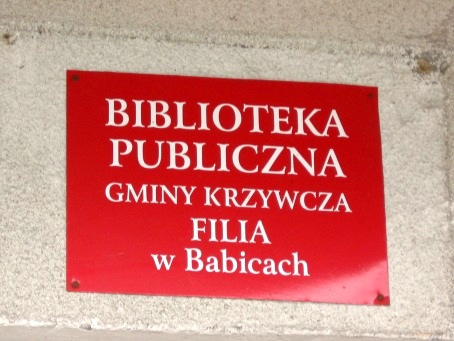 BIBLIOTEKA
PUBLICZNA
GMINY KRZYWCZA
FILIA
w Babicach